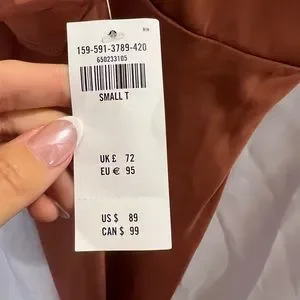 159-591-3789-420
650233105
SMALL T
UK £ 72
EU € 95
US $ 89
CAN $ 99